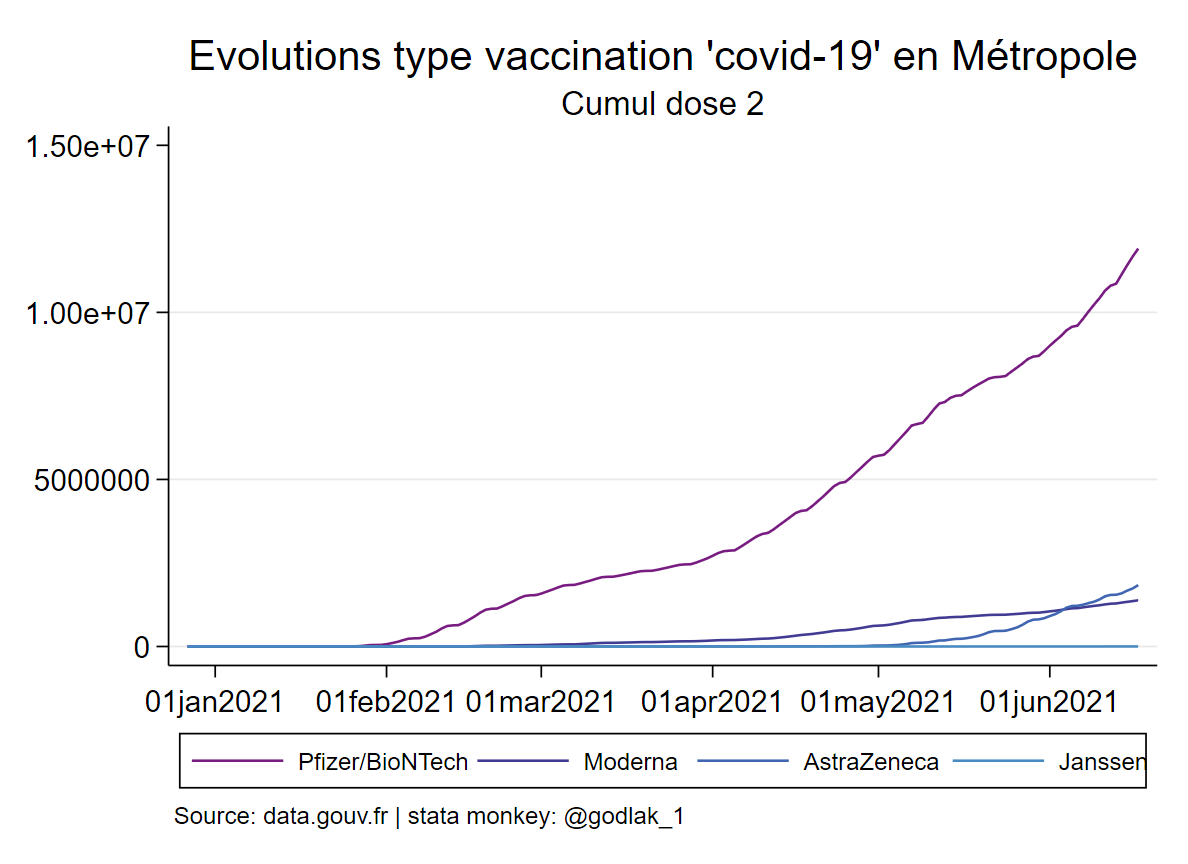 Evolutions type vaccination 'covid-19' en Métropole
Cumul dose 2
1.50e+07
1.00e+07
5000000
0
01jan2021 01feb2021 01mar2021 01apr2021 01may2021 01jun2021
Pfizer/BioNTech Moderna AstraZeneca Janssen
Source: data.gouv.fr | stata monkey: @godlak_1